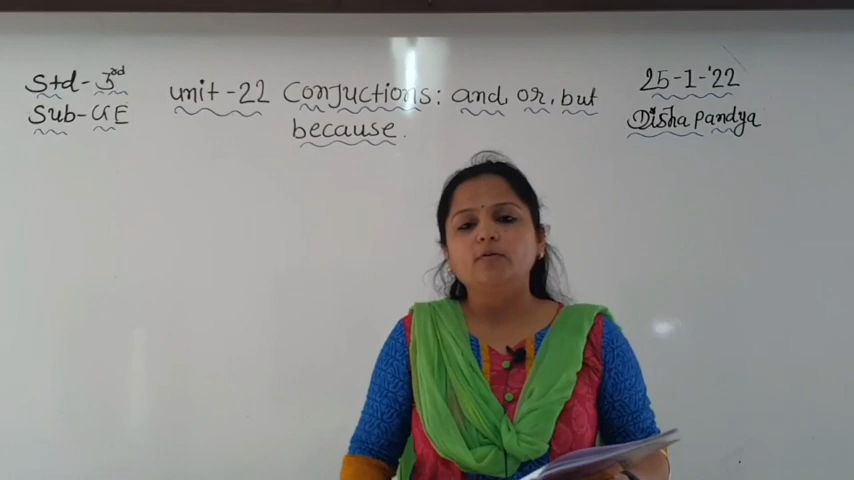 Std-3rd
Sub-GE
unit-22 Conjuctions: and, or, but
because.
25-1-'22
Disha Pandya